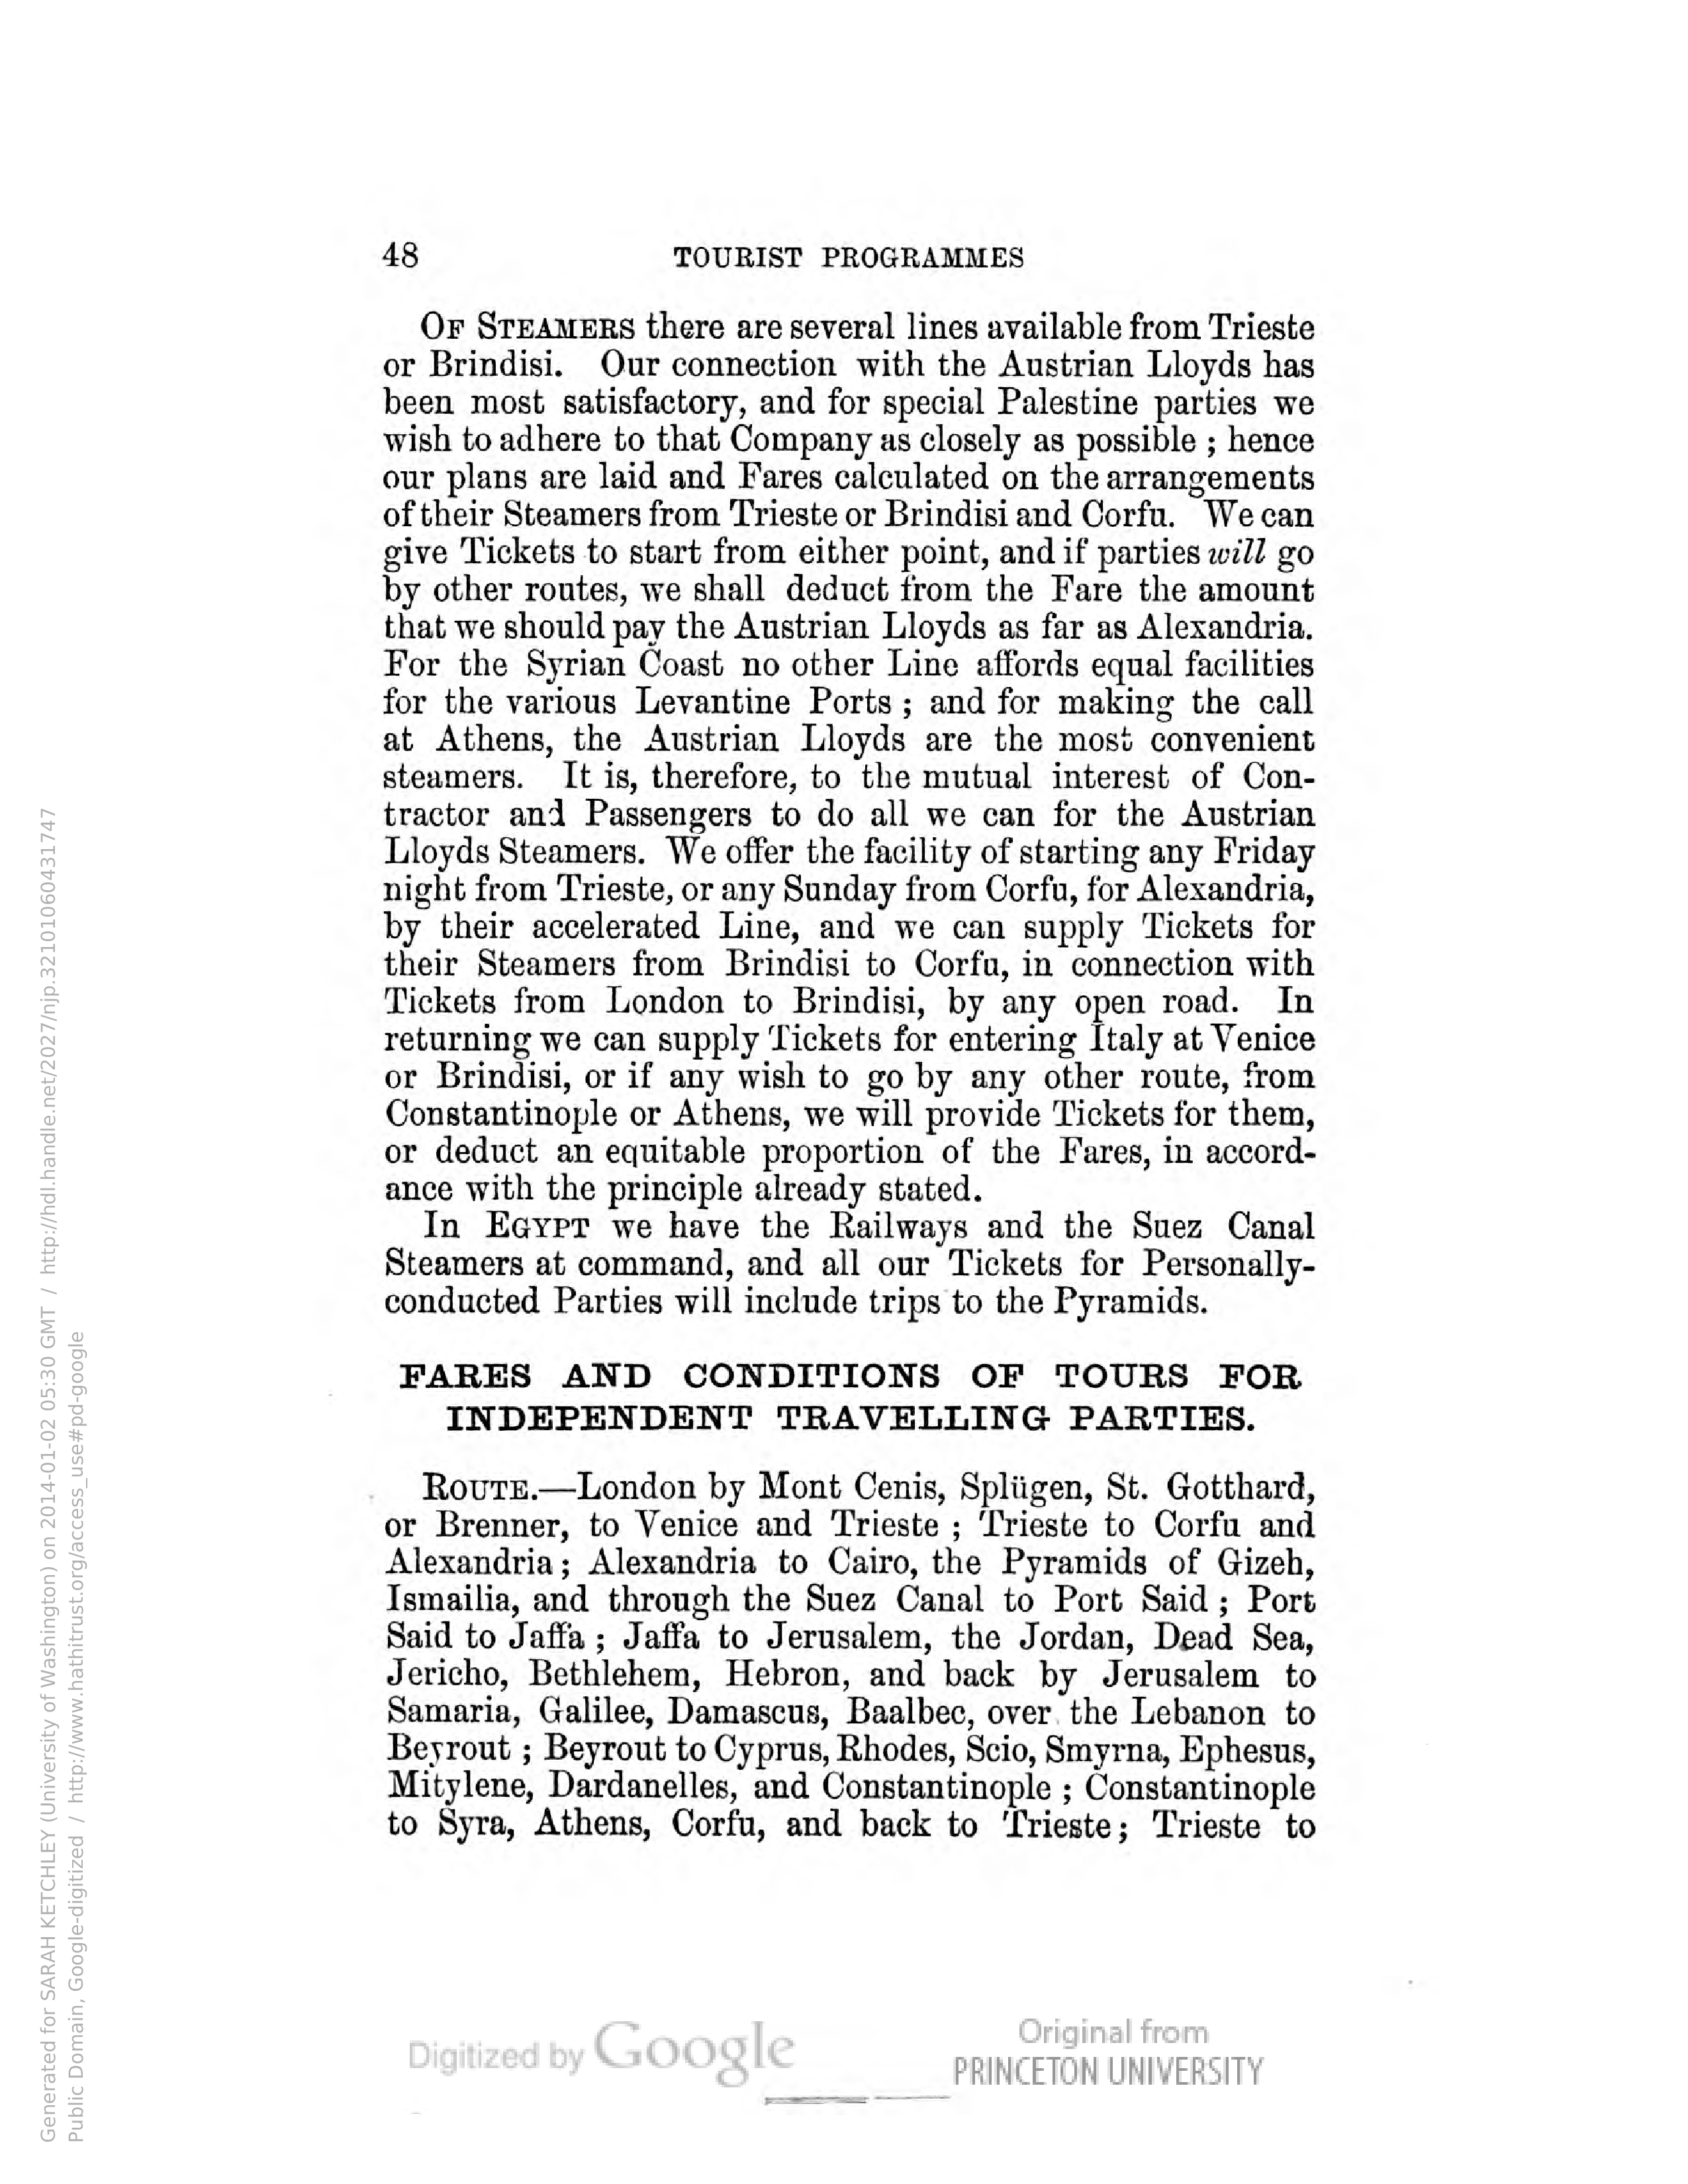 48 TOURIST PROGRAMMES
OF STEAMERS there are several lines available from Trieste
or Brindisi. Our connection with the Austrian Lloyds has
been most satisfactory, and for special Palestine parties we
wish to adhere to that Company as closely as possible ; hence
our plans are laid and Fares calculated on the arrangements
of their Steamers from Trieste or Brindisi and Corfu. We can
give Tickets to start from either point, and if parties will go
by other routes, we shall deduct from the Fare the amount
that we should pay the Austrian Lloyds as far as Alexandria.
For the Syrian Coast no other Line affords equal facilities
for the various Levantine Ports ; and for making the call
at Athens, the Austrian Lloyds are the most convenient
steamers. It is, therefore, to the mutual interest of Con-
tractor and Passengers to do all we can for the Austrian
Lloyds Steamers. We offer the facility of starting any Friday
night from Trieste, or any Sunday from Corfu, for Alexandria,
by their accelerated Line, and we can supply Tickets for
their Steamers from Brindisi to Corfu, in connection with
Tickets from London to Brindisi, by any open road. In
returning we can supply Tickets for entering Italy at Venice
or Brindisi, or if any wish to go by any other route, from
Constantinople or Athens, we will provide Tickets for them,
or deduct an equitable proportion of the Fares, in accord-
ance with the principle already stated.
In EGYPT we have the Railways and the Suez Canal
Steamers at command, and all our Tickets for Personally-
conducted Parties will include trips to the Pyramids.
FARES AND CONDITIONS OF TOURS FOR
INDEPENDENT TRAVELLING PARTIES.
ROUTE.—London by Mont Cenis, Splügen, St. Gotthard,
or Brenner, to Venice and Trieste ; Trieste to Corfu and
Alexandria ; Alexandria to Cairo, the Pyramids of Gizeh,
Ismailia, and through the Suez Canal to Port Said ; Port
Said to Jaffa ; Jaffa to Jerusalem, the Jordan, Dead Sea,
Jericho, Bethlehem, Hebron, and back by Jerusalem to
Samaria, Galilee, Damascus, Baalbec, over the Lebanon to
Beyrout ; Beyrout to Cyprus, Rhodes, Scio, Smyrna, Ephesus,
Mitylene, Dardanelles, and Constantinople ; Constantinople
to Syra, Athens, Corfu, and back to Trieste ; Trieste to
Digitized by Google
Original from
PRINCETON UNIVERSITY
Generated for SARAH KETCHLEY (University of Washington) on 2014-01-02 05:30 GMT / http://hdl.handle.net/2027/njp.32101060431747
Public Domain, Google-digitized / http://www.hathitrust.org/access_use#pd-google